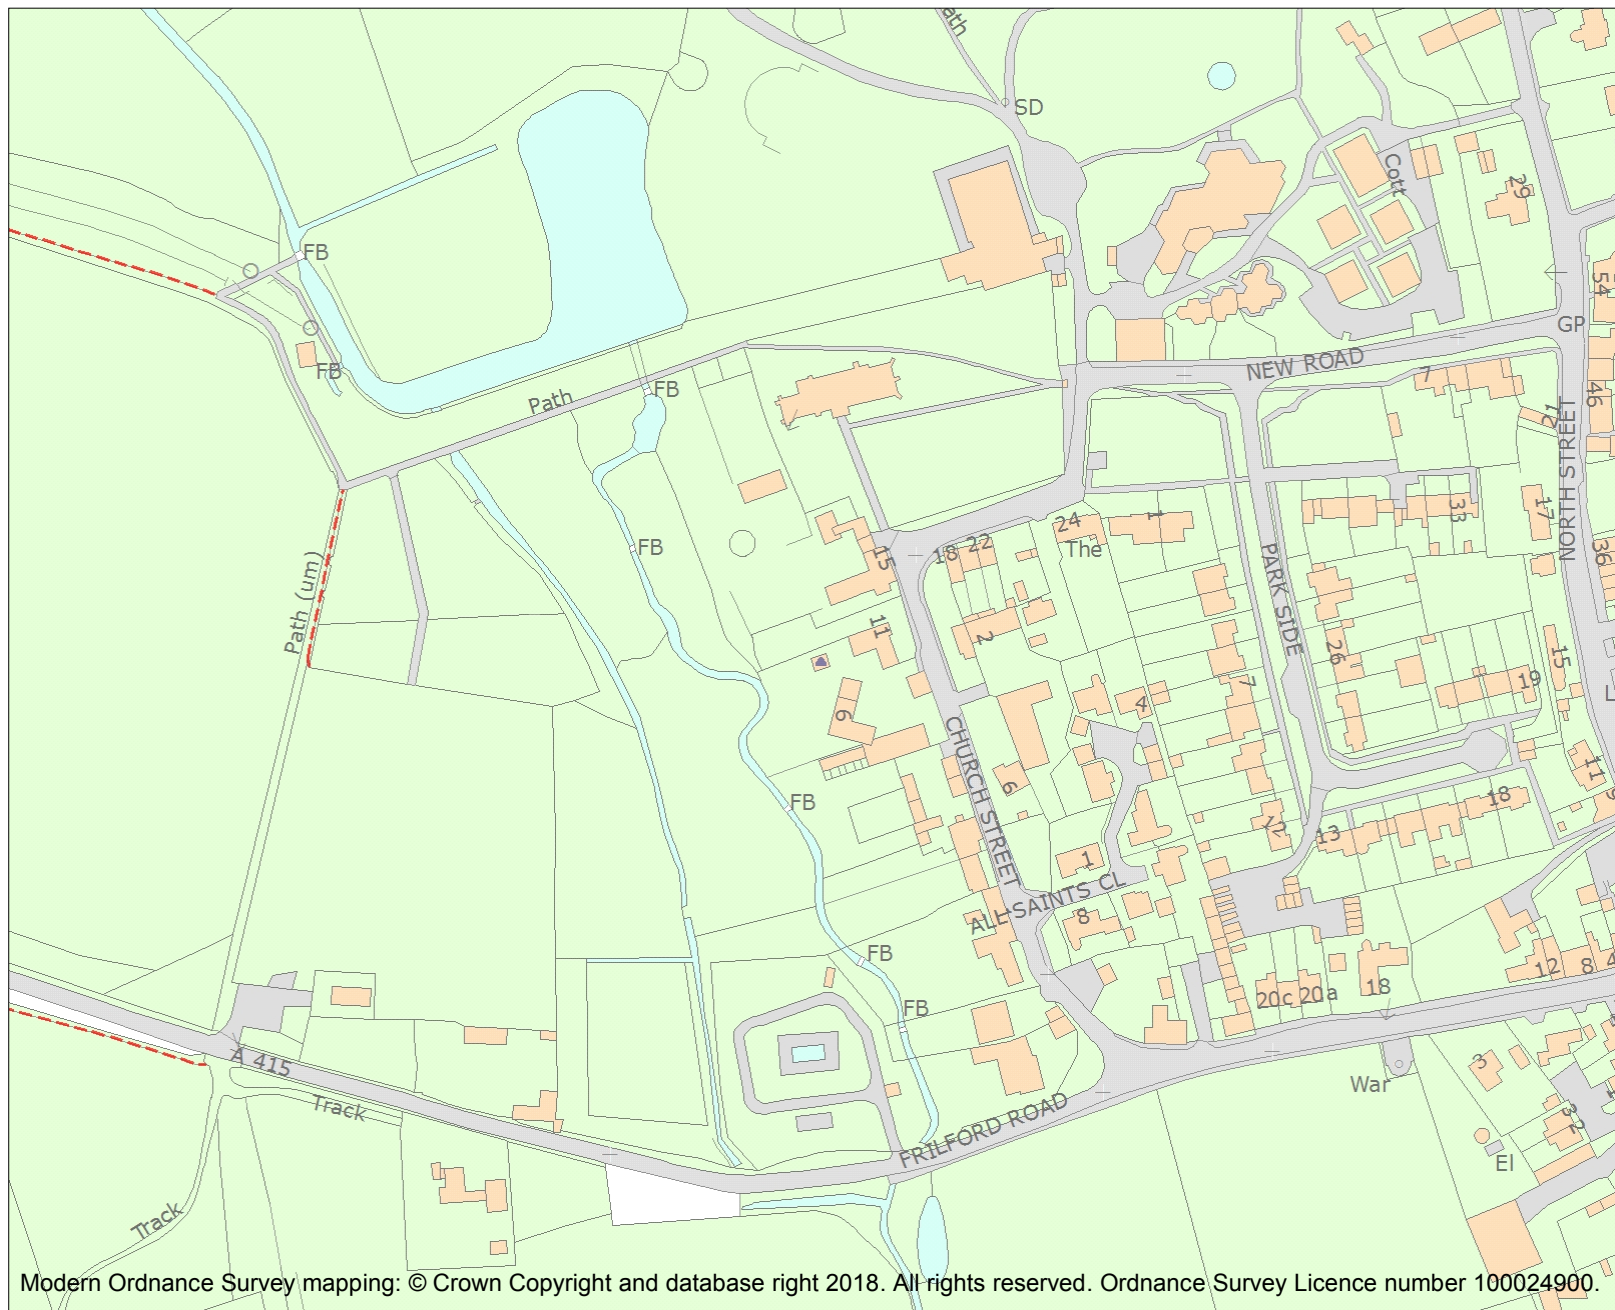 ath
SD
Cott
29
FB
54
GP
FB
NEW ROAD
7
FB
Path
46
21
NORTH STREET
33
17
24
1
The
18
22
15
FB
36
Path (um)
PARK SIDE
11
2
26
15
7
19
4
6
CHURCH STREET
11
6
9
FB
18
12
13
1
ALL SAINTS CL
1
8
FB
12
8
4
20c
20a
18
FB
A 415
3
War
Track
FRILFORD ROAD
32
El
Track
L
Modern Ordnance Survey mapping: © Crown Copyright and database right 2018. All rights reserved. Ordnance Survey Licence number 100024900.